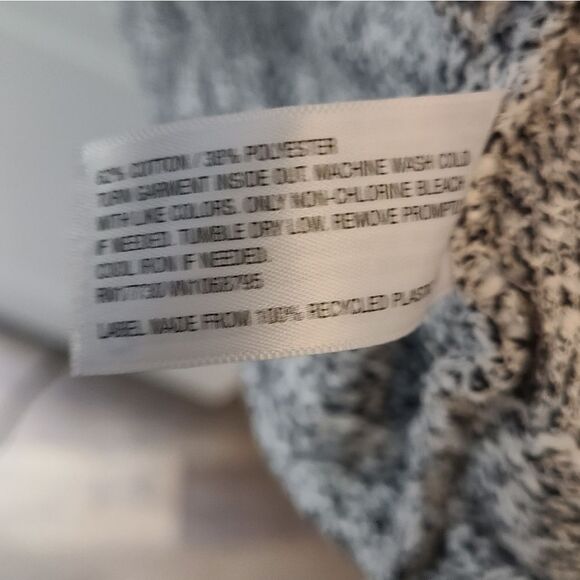 62% COTTON / 38% POLYESTER
TURN GARMENT INSIDE OUT. MACHINE WASH COLD
WITH LIKE COLORS. ONLY NON-CHLORINE BLEACH
IF NEEDED. TUMBLE DRY LOW. REMOVE PROMPTLY
COOL IRON IF NEEDED.
LABEL MADE FROM 100% RECYCLED PLASTIC